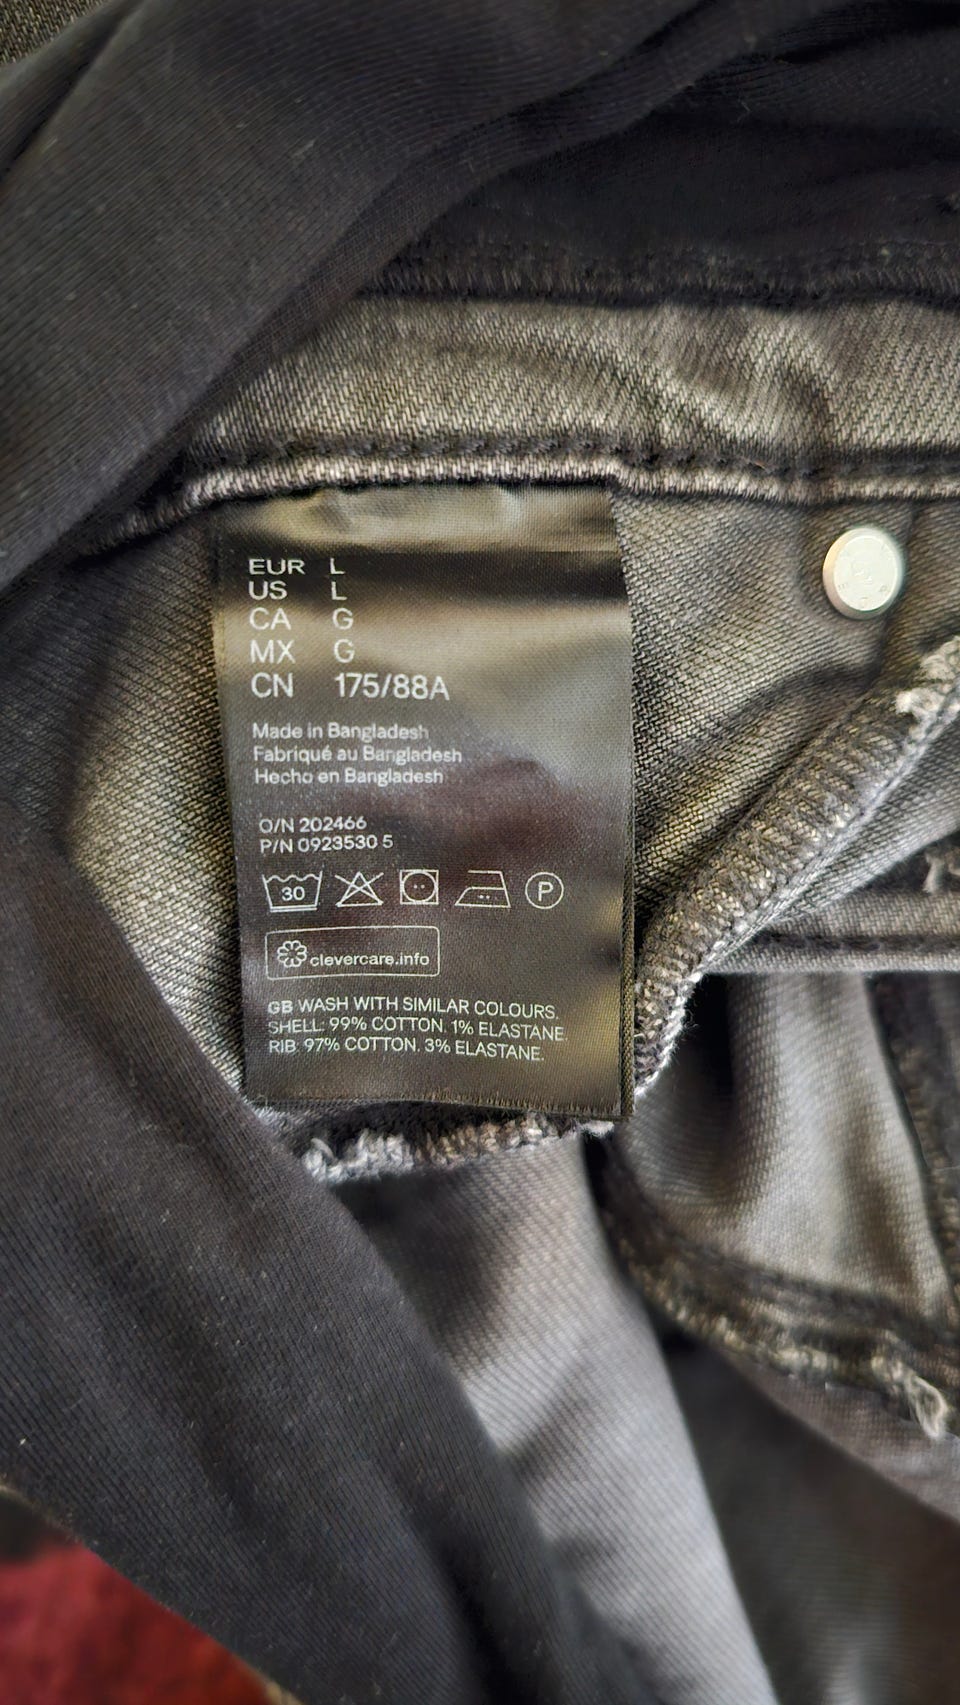 EUR L
US L
CA G
MX G
CN 175/88A
Made in Bangladesh
Fabriqué au Bangladesh
Hecho en Bangladesh
O/N 202466
P/N 0923530 5
30 P
clevercare.info
GB WASH WITH SIMILAR COLOURS.
SHELL: 99% COTTON. 1% ELASTANE.
RIB: 97% COTTON. 3% ELASTANE.